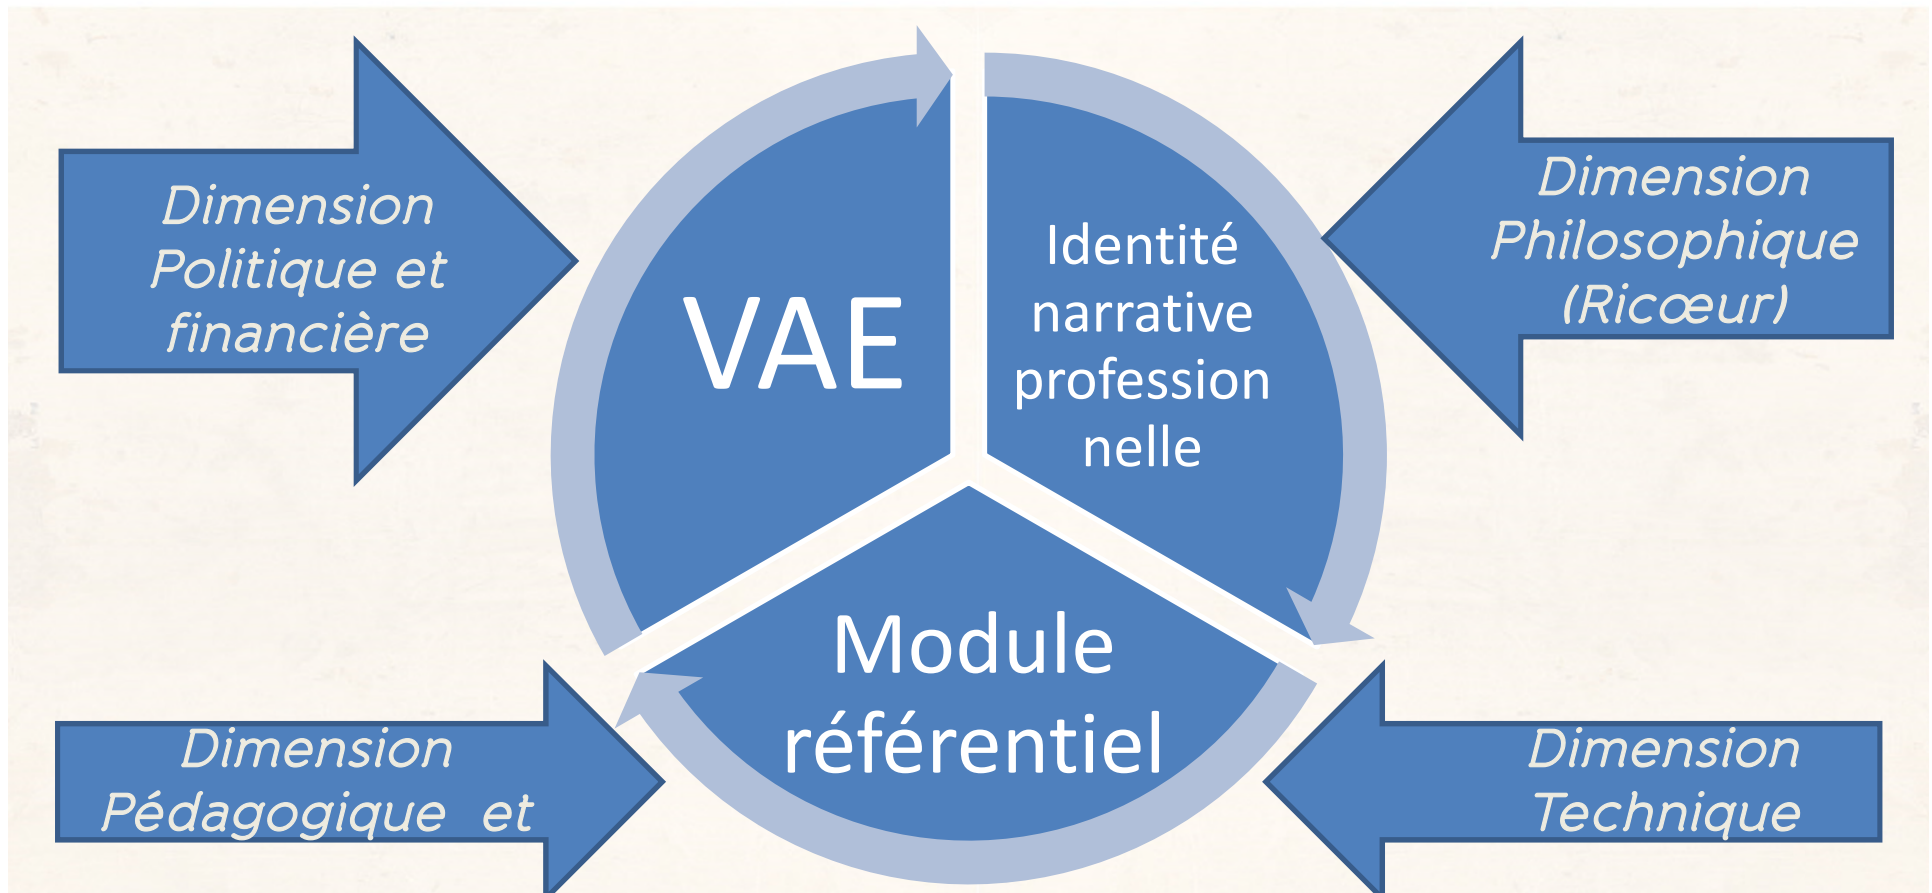 Dimension
Politique et
financière
VAE
Identité
narrative
profession
nelle
Dimension
Philosophique
(Ricœur)
Module
référentiel
Dimension
Pédagogique et
Dimension
Technique